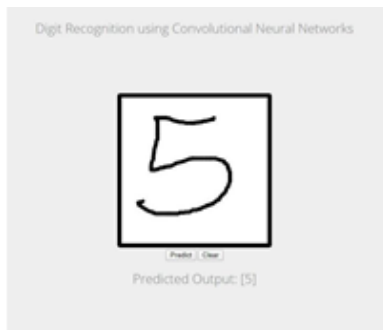 Digit Recognition using Convolutional Neural Networks
5
Predict Clear
Predicted Output: [5]